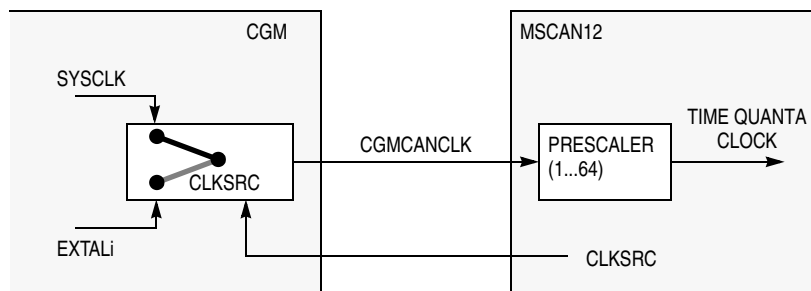 CGM
MSCAN12
SYSCLK
TIME QUANTA
CLOCK
CGMCANCLK
PRESCALER
(1...64)
CLKSRC
EXTALi
CLKSRC